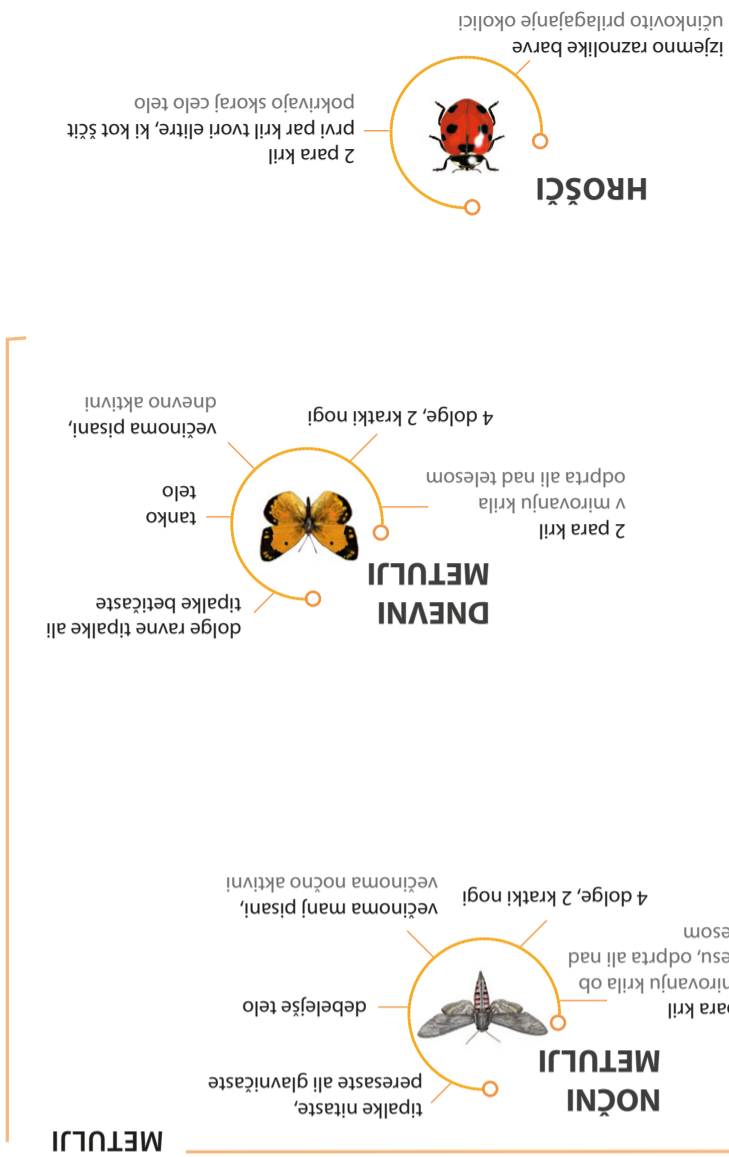 METULJI
NOČNI
METULJI
tipalke nitaste,
peresaste ali glavničaste
debelejše telo
večinoma manj pisani,
večinoma nočno aktivni
4 dolge, 2 kratki nogi
para kril
mirovanju krila ob
esu, odprta ali nad
esom
DNEVNI
METULJI
dolge ravne tipalke ali
tipalke betičaste
tanko
telo
večinoma pisani,
dnevno aktivni
4 dolge, 2 kratk nogi
2 para kril
v mirovanju krila
odprta ali nad telesom
HROŠČI
2 para kril
prvi par kril tvori elitre, ki kot ščit
pokrivajo skoraj celo telo
izjemno raznolike barve
učinkovito prilagajanje okolici